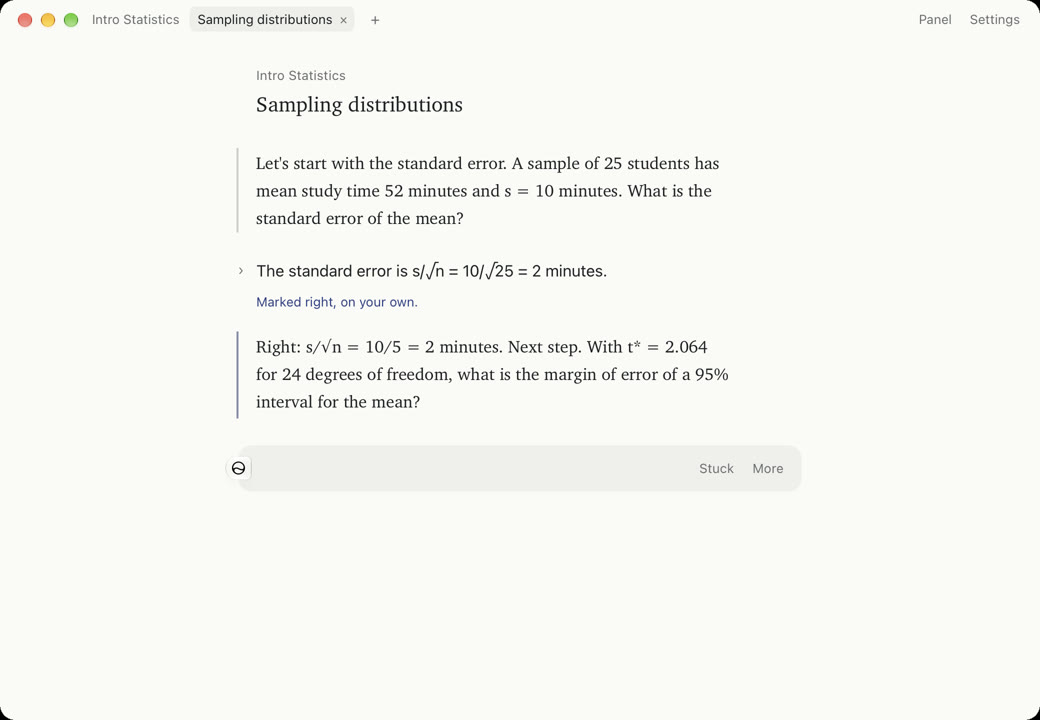 Intro Statistics
Sampling distributions ×
+
Panel
Settings
Intro Statistics
Sampling distributions
Let's start with the standard error. A sample of 25 students has
mean study time 52 minutes and s = 10 minutes. What is the
standard error of the mean?
› The standard error is s/√n = 10/√25 = 2 minutes.
Marked right, on your own.
Right: s/√n = 10/5 = 2 minutes. Next step. With t* = 2.064
for 24 degrees of freedom, what is the margin of error of a 95%
interval for the mean?
Stuck
More